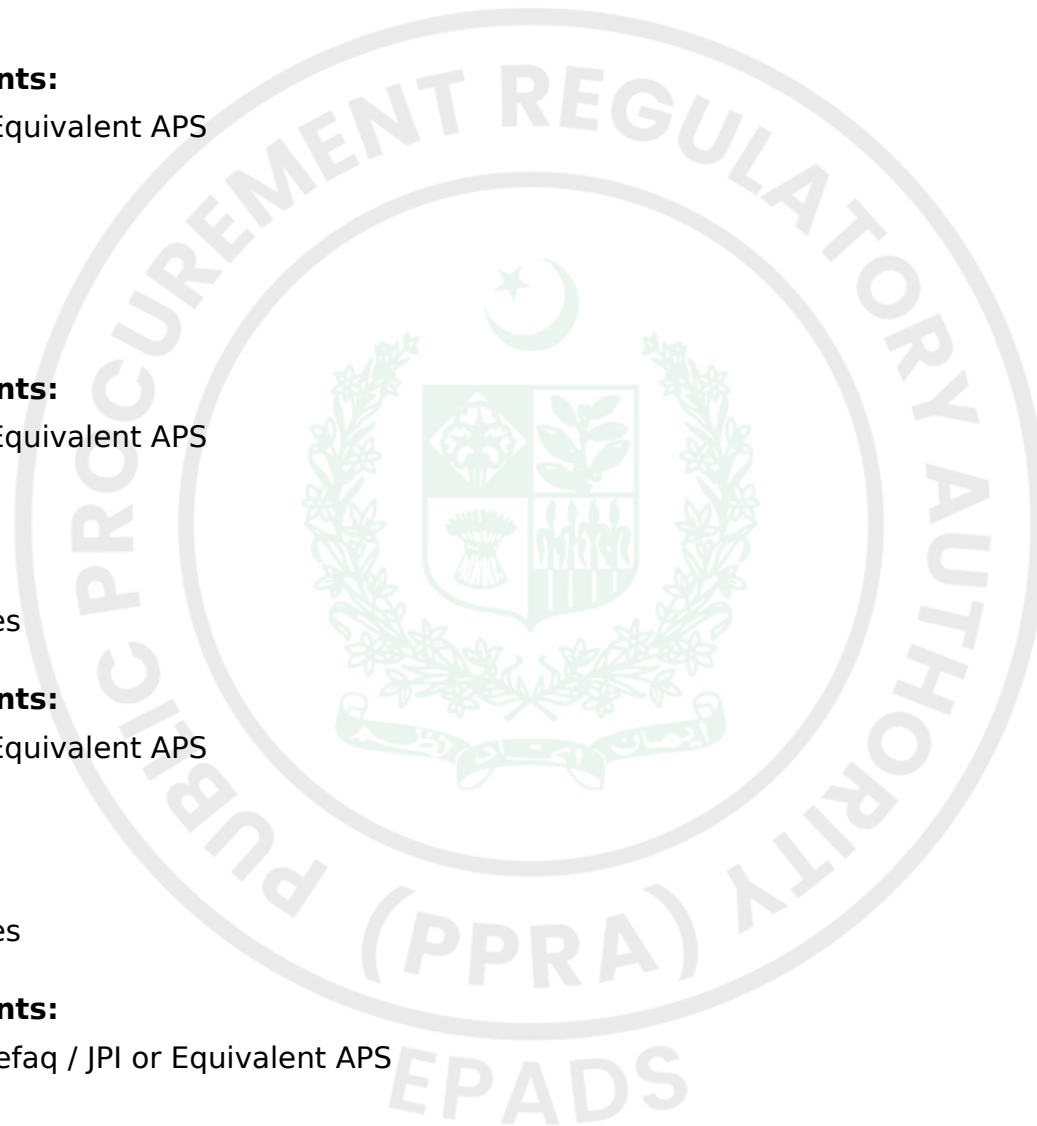 nts:
Equivalent APS
nts:
Equivalent APS
es
nts:
Equivalent APS
es
nts:
efaq / JPI or Equivalent APS
PUBLIC PROCUREMENT REGULATORY AUTHORITY
(PPRA)
EPADS